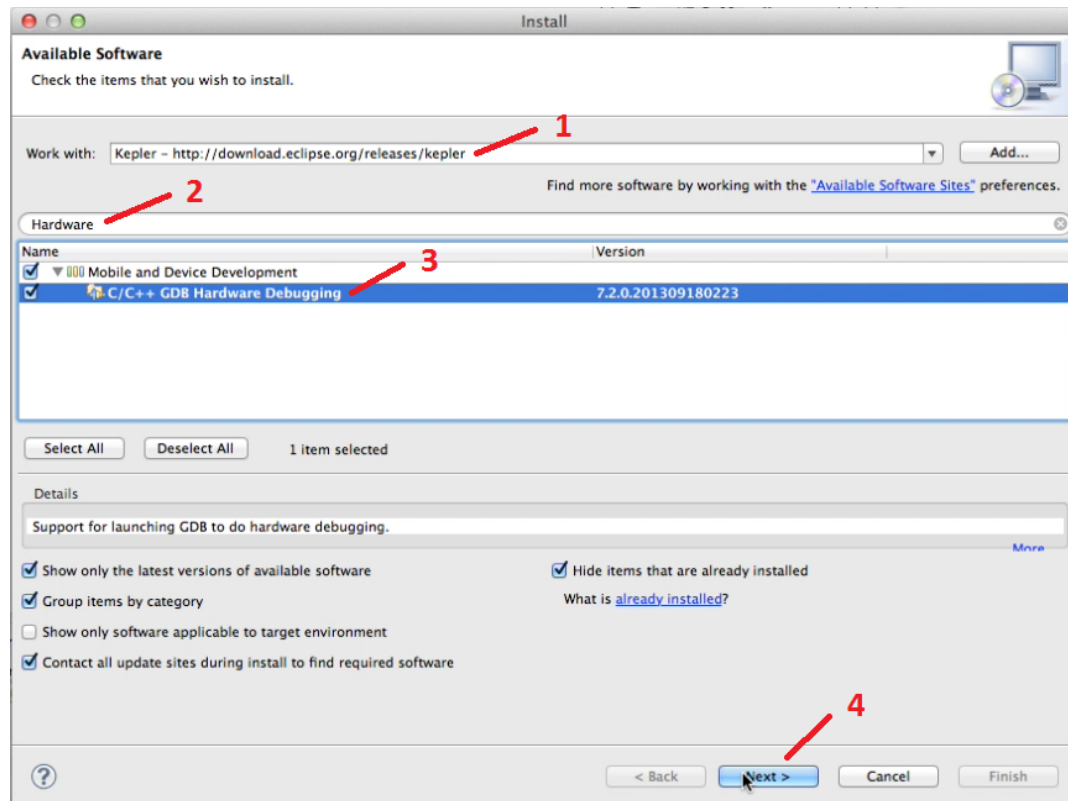 Install
Available Software
Check the items that you wish to install.
1
Work with: Kepler – http://download.eclipse.org/releases/kepler Add...
Find more software by working with the "Available Software Sites" preferences.
2
Hardware
Name Version
Mobile and Device Development
3
C/C++ GDB Hardware Debugging 7.2.0.201309180223
Select All Deselect All 1 item selected
Details
Support for launching GDB to do hardware debugging.
More
Show only the latest versions of available software Hide items that are already installed
Group items by category What is already installed?
Show only software applicable to target environment
Contact all update sites during install to find required software
4
? < Back Next > Cancel Finish